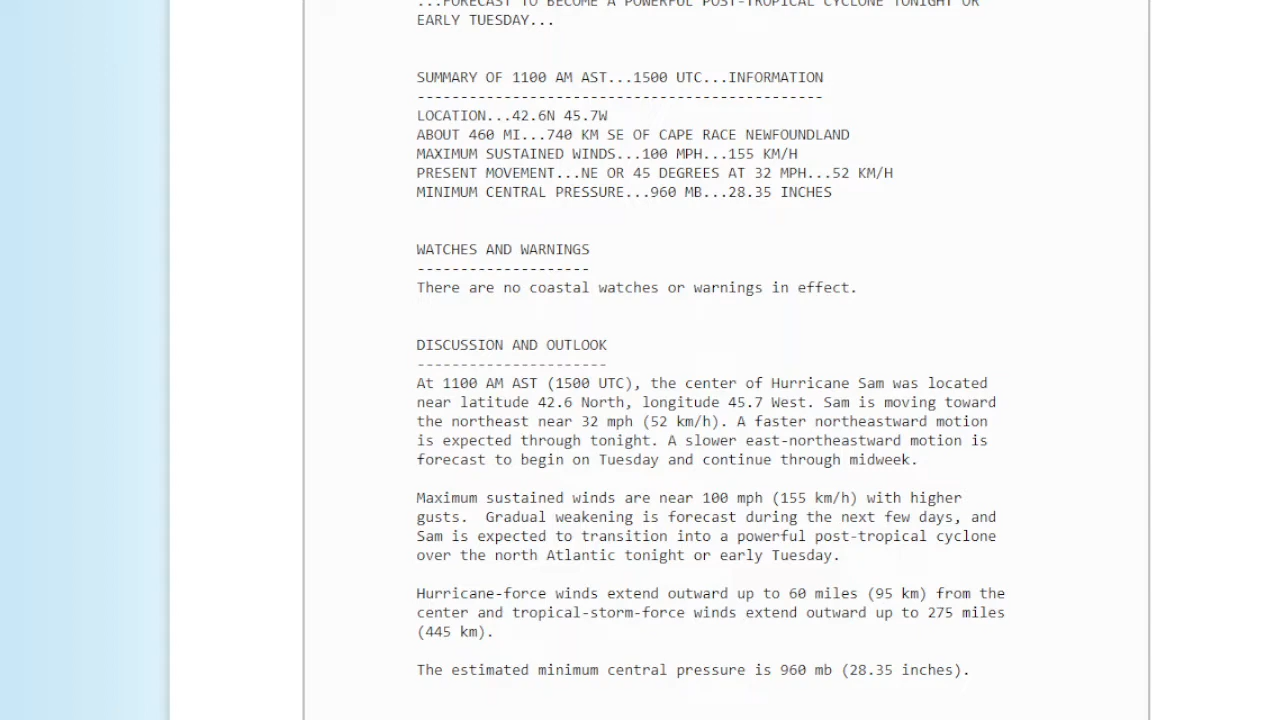 ...FORECAST TO BECOME A POWERFUL POST-TROPICAL CYCLONE TONIGHT OR
EARLY TUESDAY...
SUMMARY OF 1100 AM AST...1500 UTC...INFORMATION
-----------------------------------------------
LOCATION...42.6N 45.7W
ABOUT 460 MI...740 KM SE OF CAPE RACE NEWFOUNDLAND
MAXIMUM SUSTAINED WINDS...100 MPH...155 KM/H
PRESENT MOVEMENT...NE OR 45 DEGREES AT 32 MPH...52 KM/H
MINIMUM CENTRAL PRESSURE...960 MB...28.35 INCHES
WATCHES AND WARNINGS
--------------------
There are no coastal watches or warnings in effect.
DISCUSSION AND OUTLOOK
----------------------
At 1100 AM AST (1500 UTC), the center of Hurricane Sam was located
near latitude 42.6 North, longitude 45.7 West. Sam is moving toward
the northeast near 32 mph (52 km/h). A faster northeastward motion
is expected through tonight. A slower east-northeastward motion is
forecast to begin on Tuesday and continue through midweek.
Maximum sustained winds are near 100 mph (155 km/h) with higher
gusts.  Gradual weakening is forecast during the next few days, and
Sam is expected to transition into a powerful post-tropical cyclone
over the north Atlantic tonight or early Tuesday.
Hurricane-force winds extend outward up to 60 miles (95 km) from the
center and tropical-storm-force winds extend outward up to 275 miles
(445 km).
The estimated minimum central pressure is 960 mb (28.35 inches).